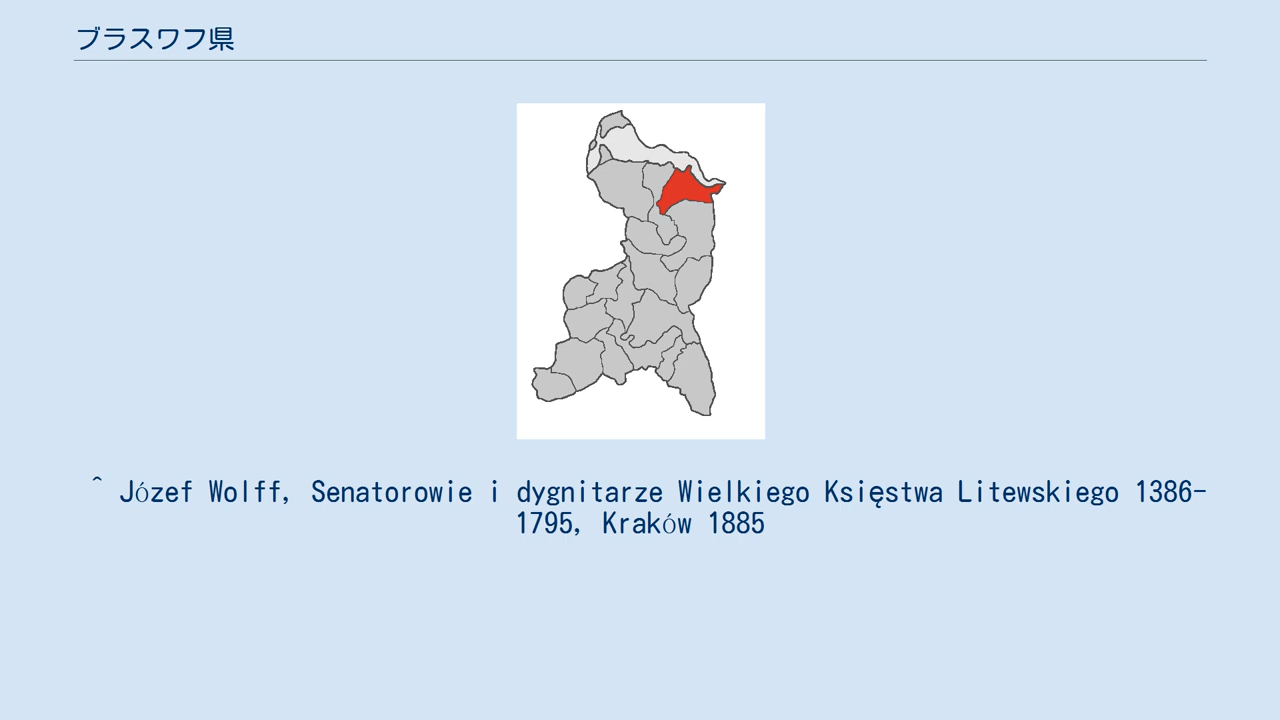 ブラスワフ県
^ Józef Wolff, Senatorowie i dygnitarze Wielkiego Księstwa Litewskiego 1386-
1795, Kraków 1885